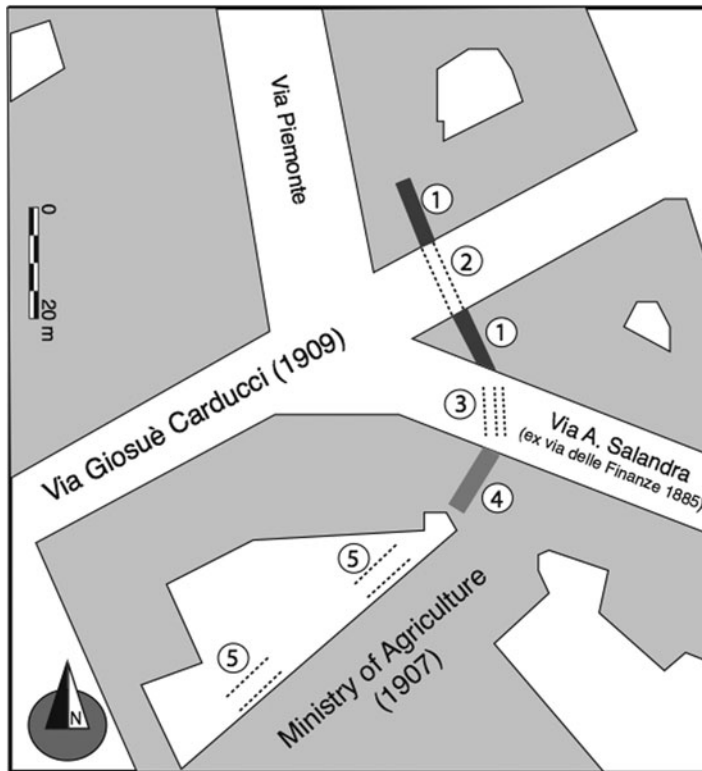 Via Piemonte
1
2
1
0
20 m
Via Giosuè Carducci (1909)
3
Via A. Salandra
(ex via delle Finanze 1885)
4
5
5
Ministry of Agriculture
(1907)
N